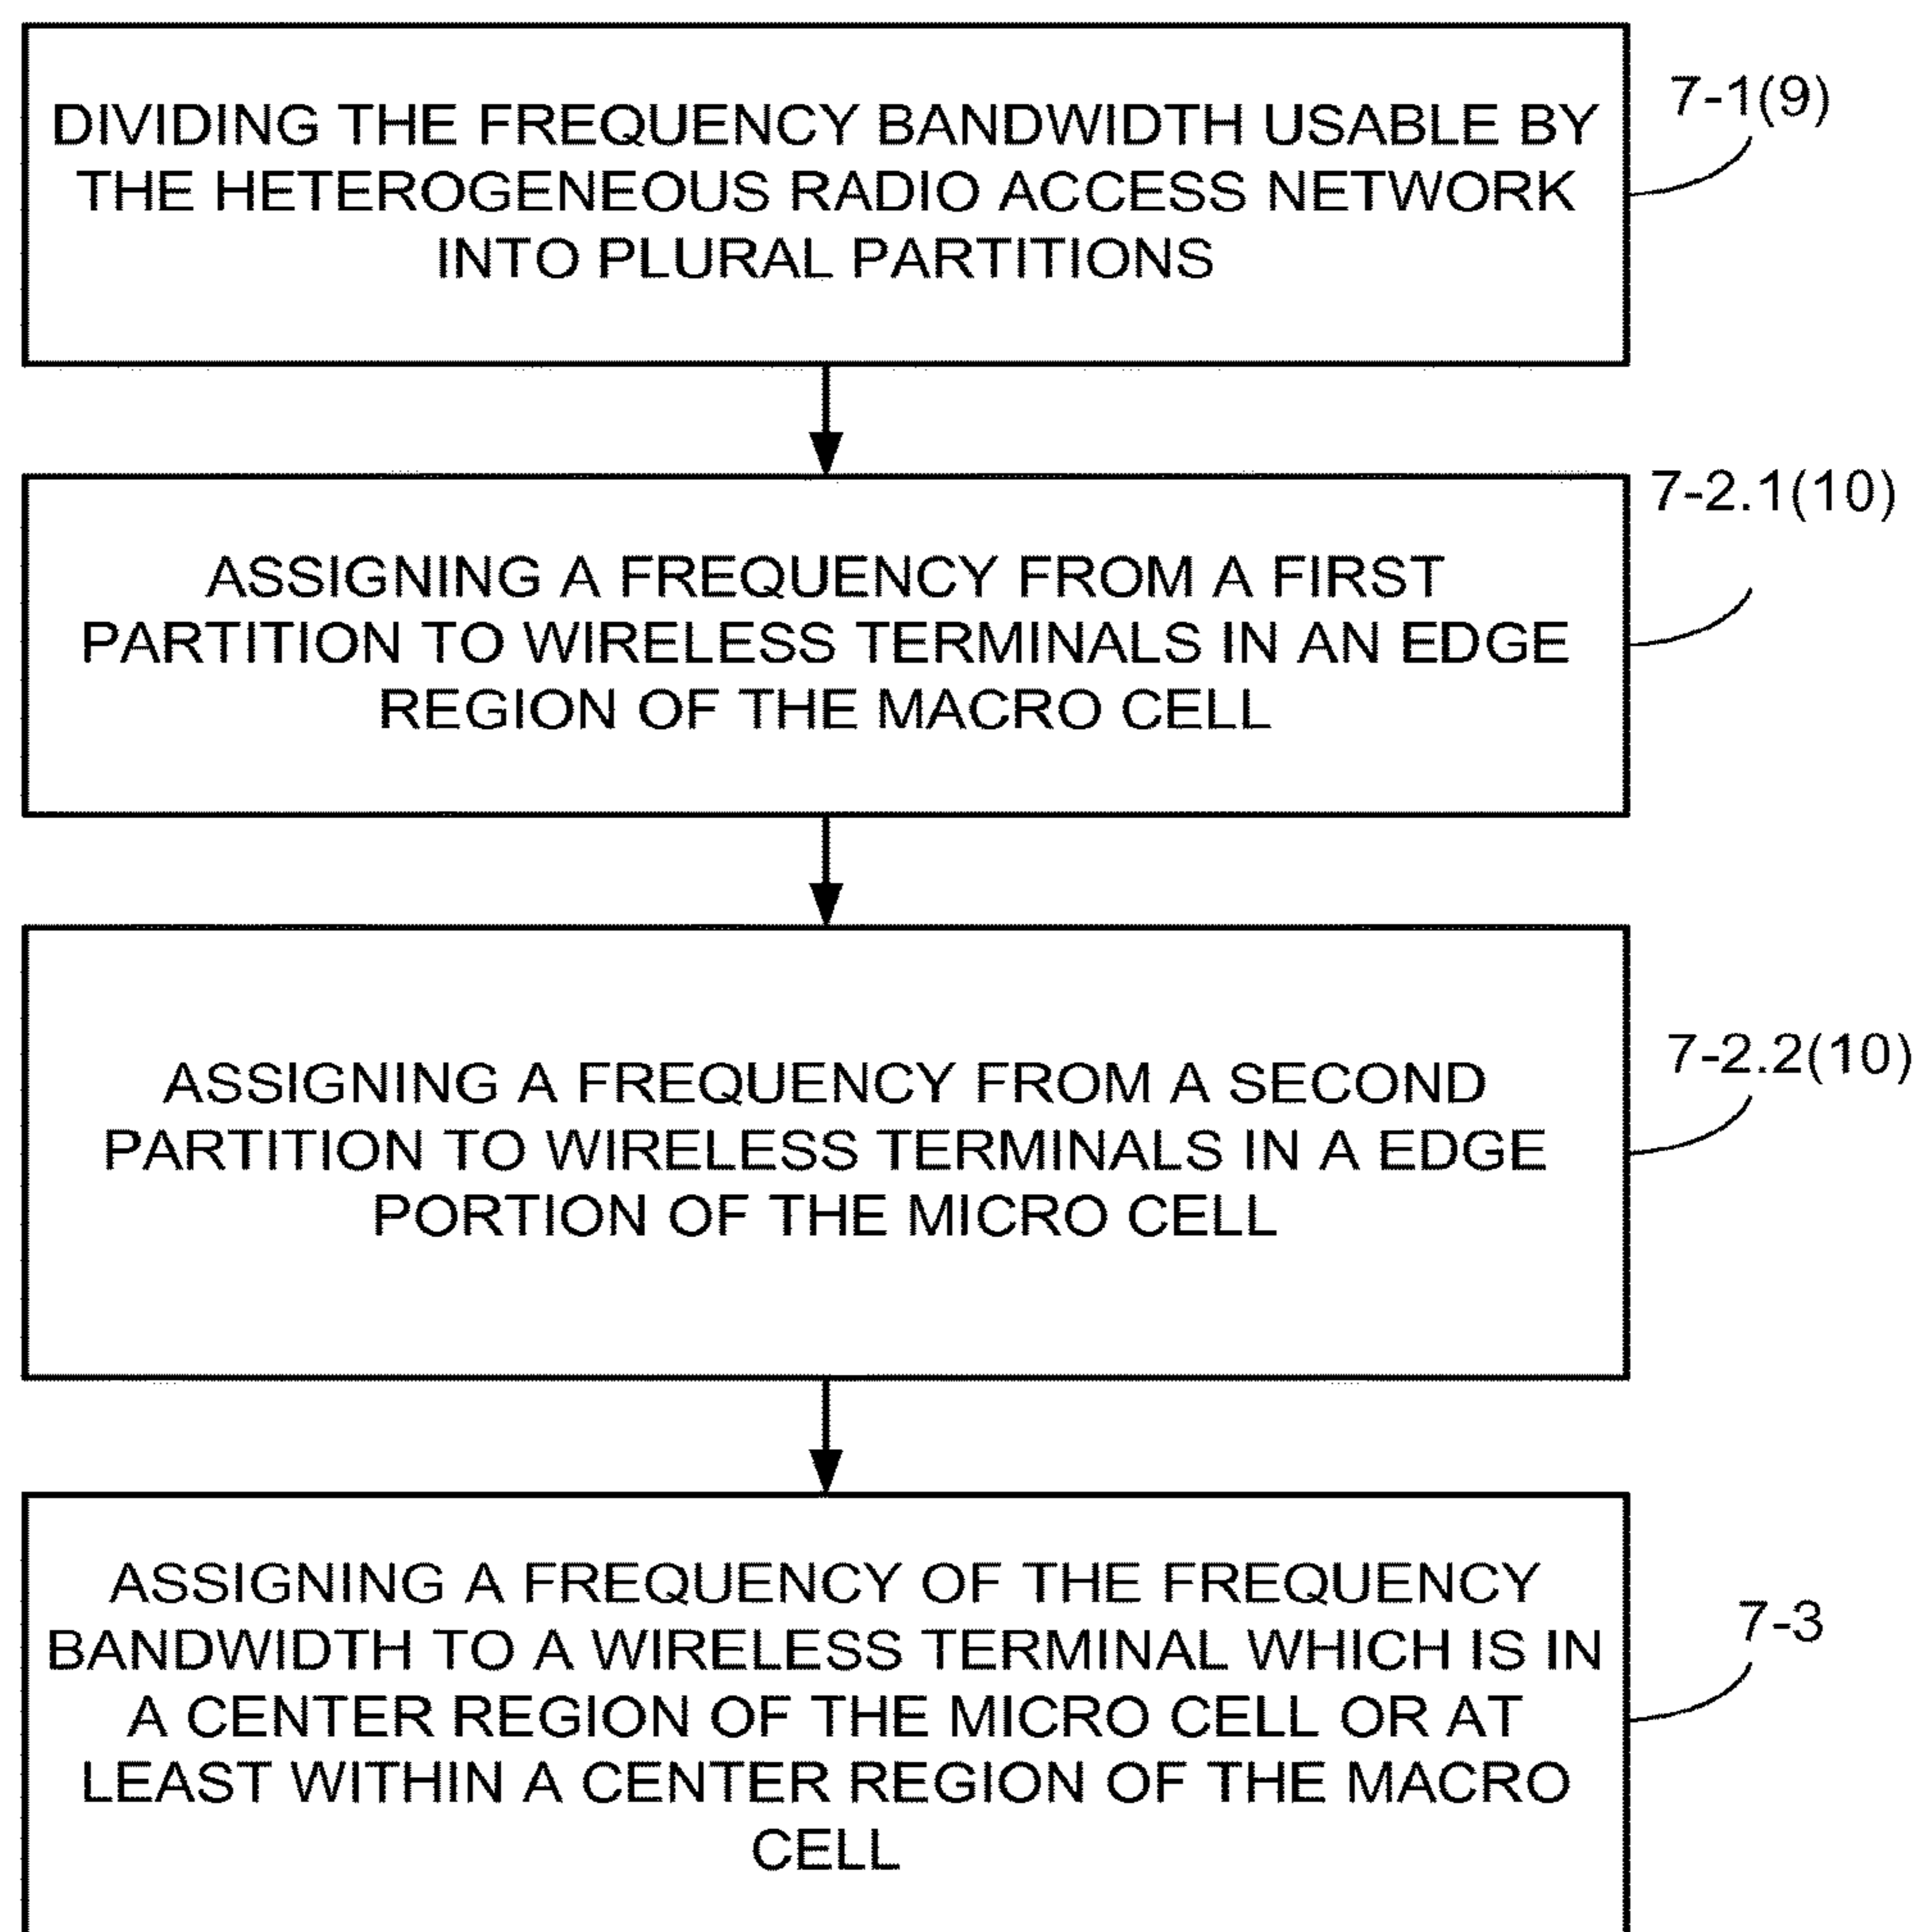 DIVIDING THE FREQUENCY BANDWIDTH USABLE BY
THE HETEROGENEOUS RADIO ACCESS NETWORK
INTO PLURAL PARTITIONS
7-1(9)
ASSIGNING A FREQUENCY FROM A FIRST
PARTITION TO WIRELESS TERMINALS IN AN EDGE
REGION OF THE MACRO CELL
7-2.1(10)
ASSIGNING A FREQUENCY FROM A SECOND
PARTITION TO WIRELESS TERMINALS IN A EDGE
PORTION OF THE MICRO CELL
7-2.2(10)
ASSIGNING A FREQUENCY OF THE FREQUENCY
BANDWIDTH TO A WIRELESS TERMINAL WHICH IS IN
A CENTER REGION OF THE MICRO CELL OR AT
LEAST WITHIN A CENTER REGION OF THE MACRO
CELL
7-3